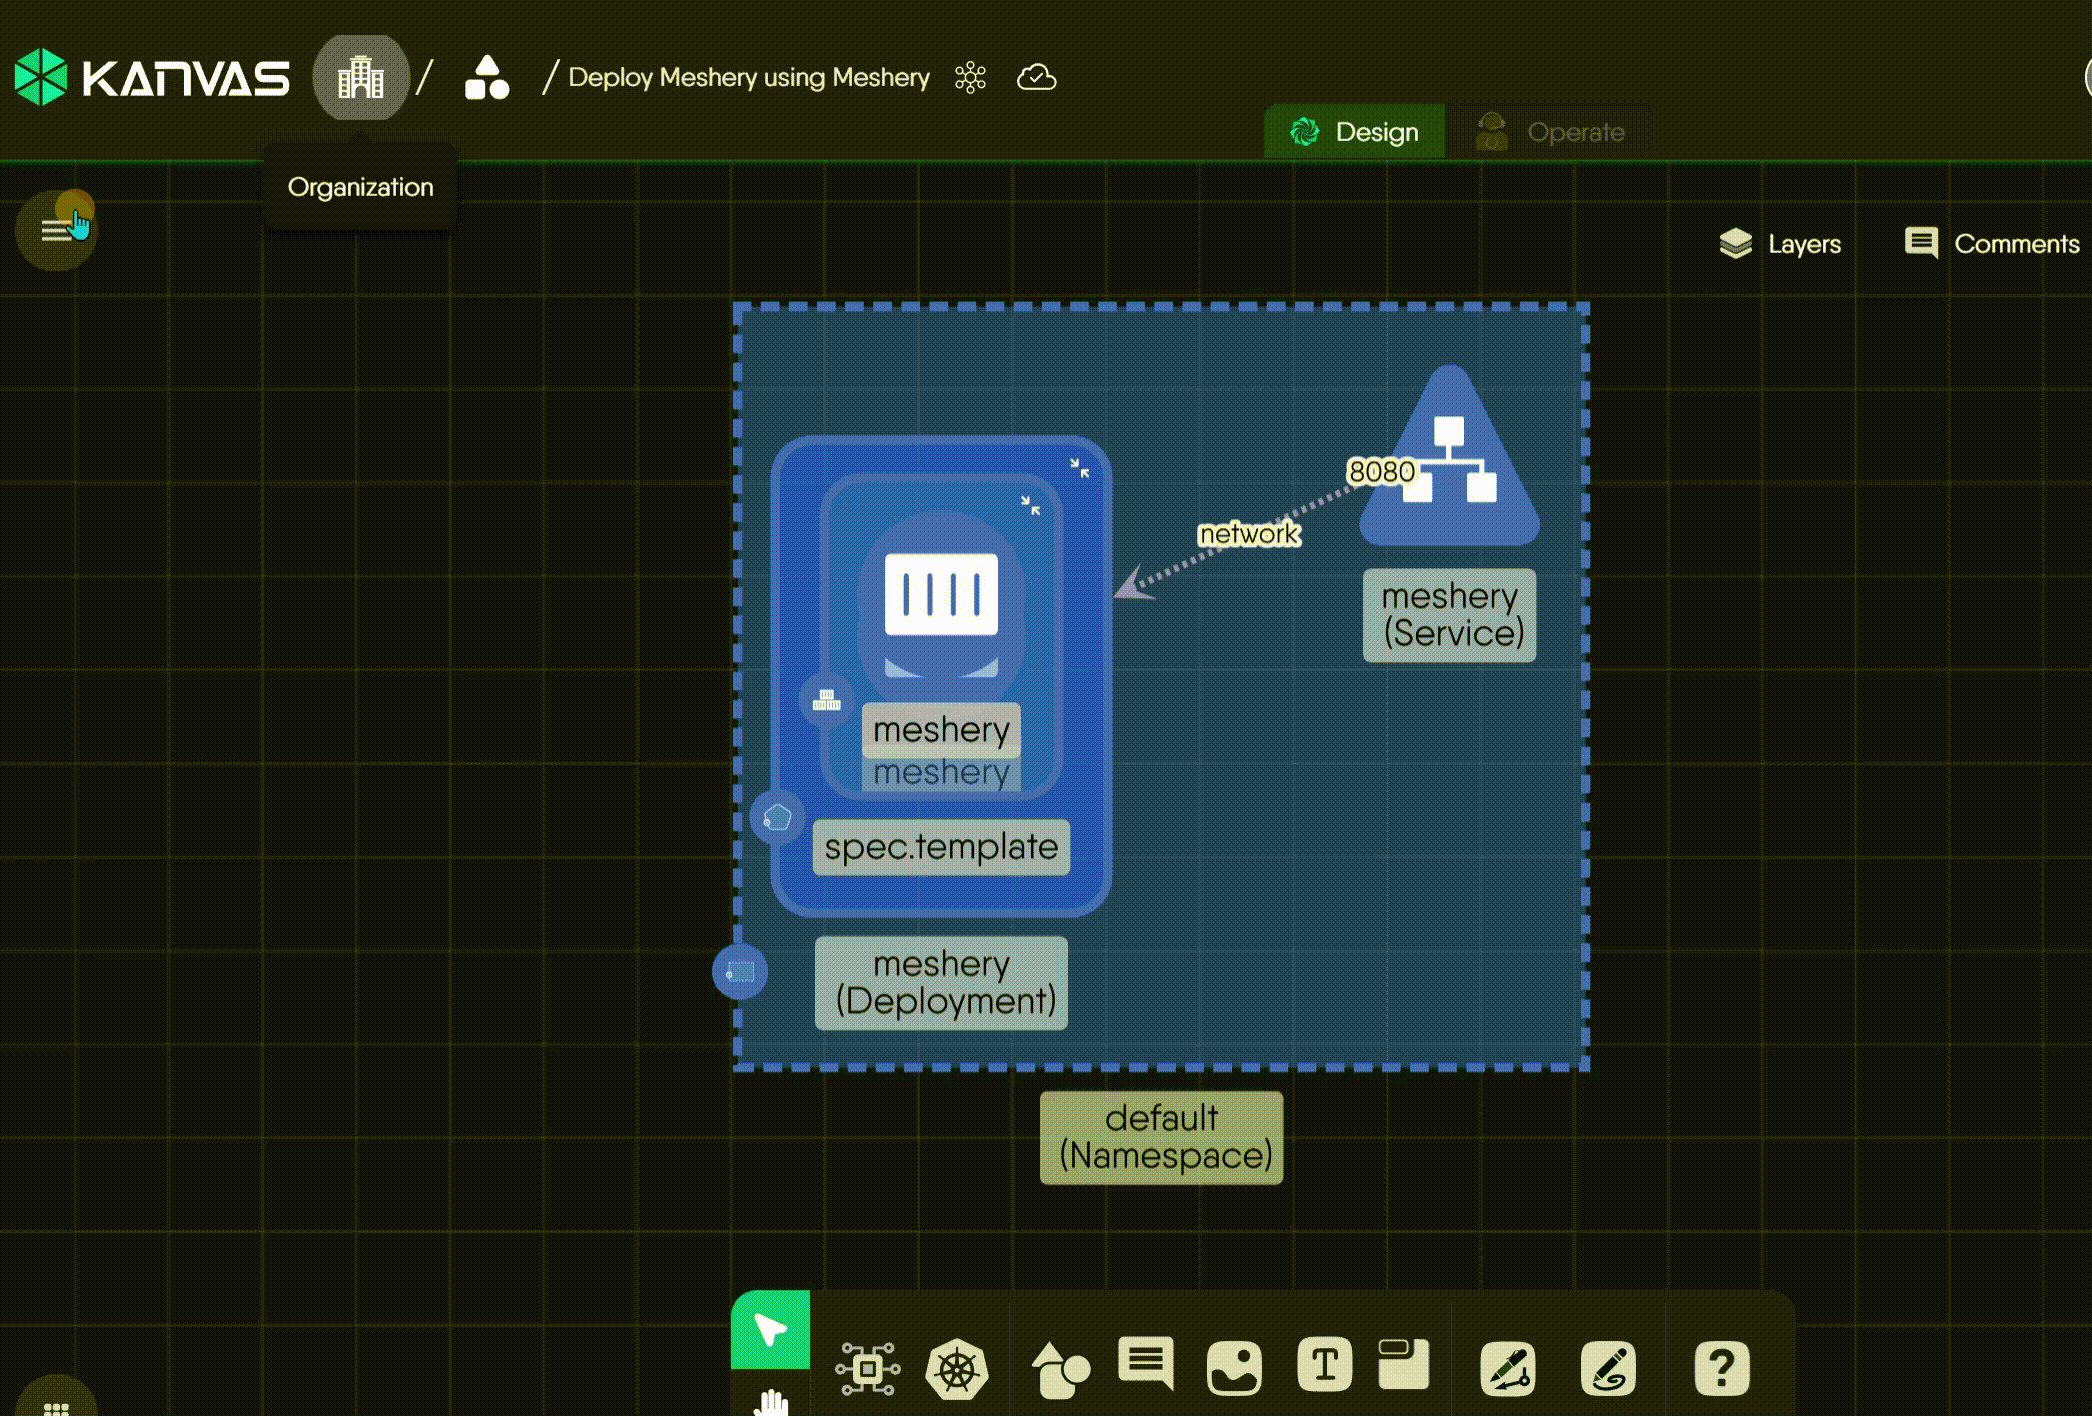 KANVAS
/ / Deploy Meshery using Meshery
Design
Operate
Organization
Layers
Comments
8080
network
meshery
(Service)
meshery
meshery
spec.template
meshery
(Deployment)
default
(Namespace)
T
?